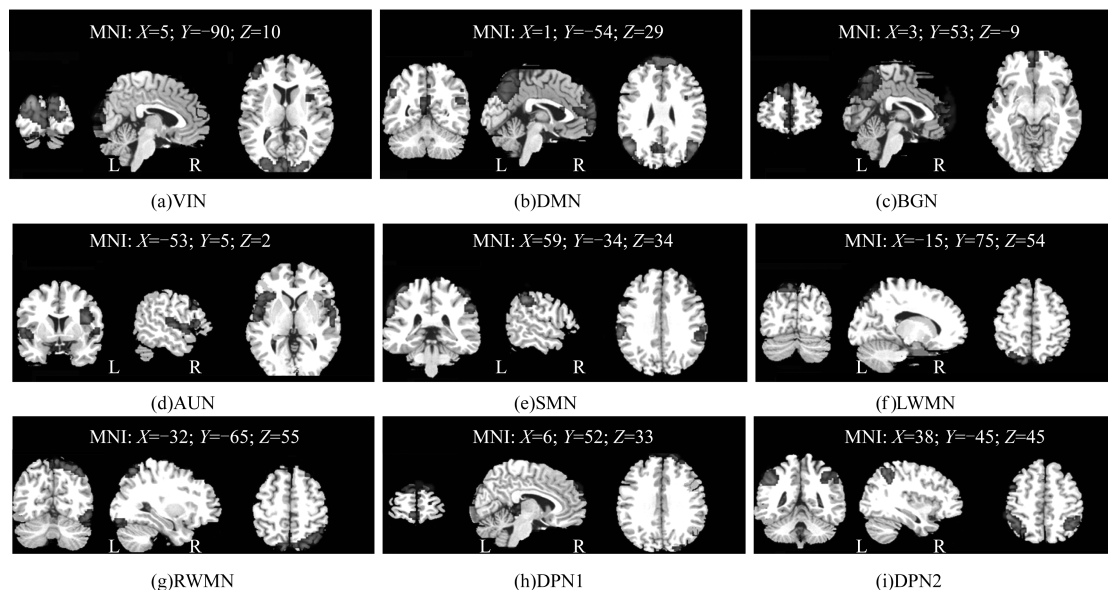 MNI: X=5; Y=−90; Z=10
MNI: X=1; Y=−54; Z=29
MNI: X=3; Y=53; Z=−9
L R
L R
L R
(a)VIN
(b)DMN
(c)BGN
MNI: X=−53; Y=5; Z=2
MNI: X=59; Y=−34; Z=34
MNI: X=−15; Y=75; Z=54
L R
L R
L R
(d)AUN
(e)SMN
(f)LWMN
MNI: X=−32; Y=−65; Z=55
MNI: X=6; Y=52; Z=33
MNI: X=38; Y=−45; Z=45
L R
L R
L R
(g)RWMN
(h)DPN1
(i)DPN2